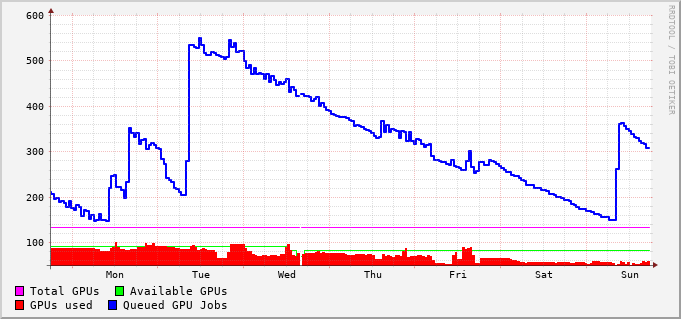 600
500
400
300
200
100
Mon Tue Wed Thu Fri Sat Sun
Total GPUs Available GPUs
GPUs used Queued GPU Jobs
RRDTOOL / TOBI OETIKER